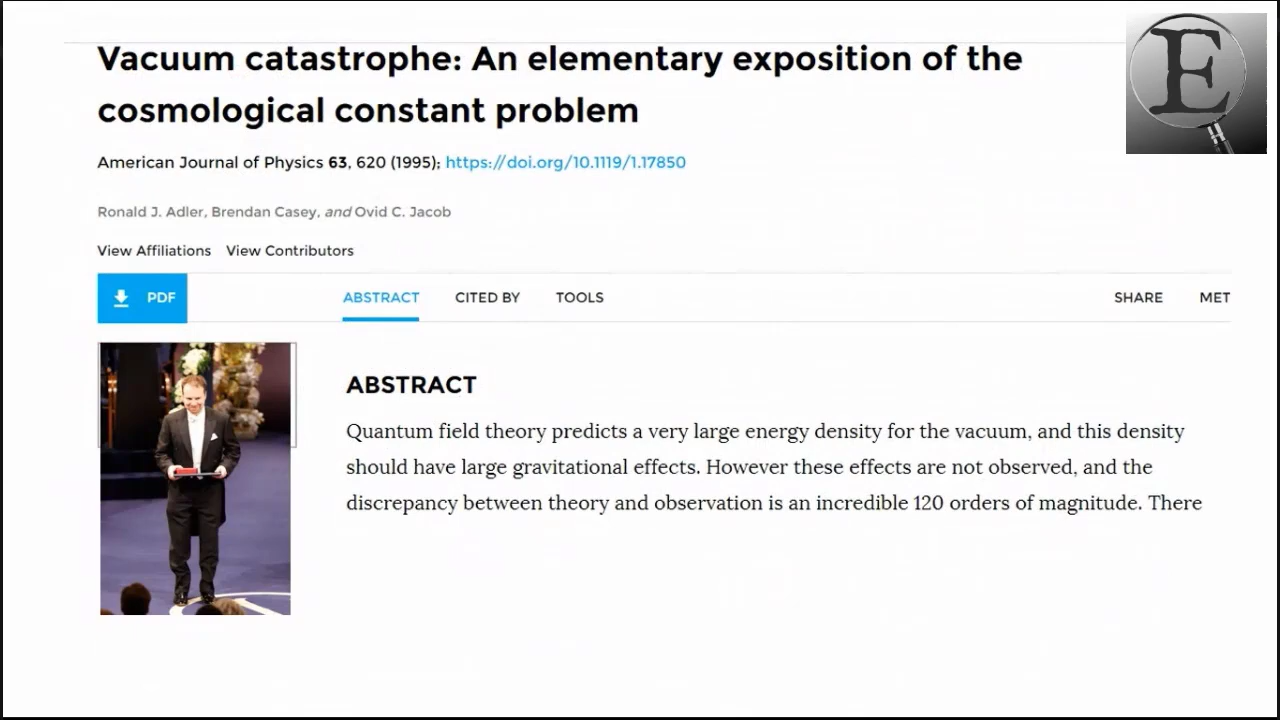 E
Vacuum catastrophe: An elementary exposition of the
cosmological constant problem
American Journal of Physics 63, 620 (1995); https://doi.org/10.1119/1.17850
Ronald J. Adler, Brendan Casey, and Ovid C. Jacob
View Affiliations View Contributors
PDF ABSTRACT CITED BY TOOLS SHARE MET
ABSTRACT
Quantum field theory predicts a very large energy density for the vacuum, and this density
should have large gravitational effects. However these effects are not observed, and the
discrepancy between theory and observation is an incredible 120 orders of magnitude. There